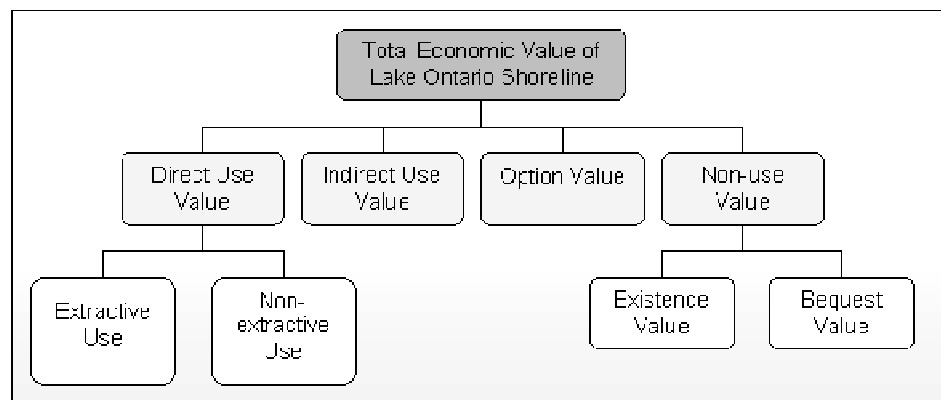 Total Economic Value of
Lake Ontario Shoreline
Direct Use
Value
Indirect Use
Value
Option Value
Non-use
Value
Extractive
Use
Non-
extractive
Use
Existence
Value
Bequest
Value